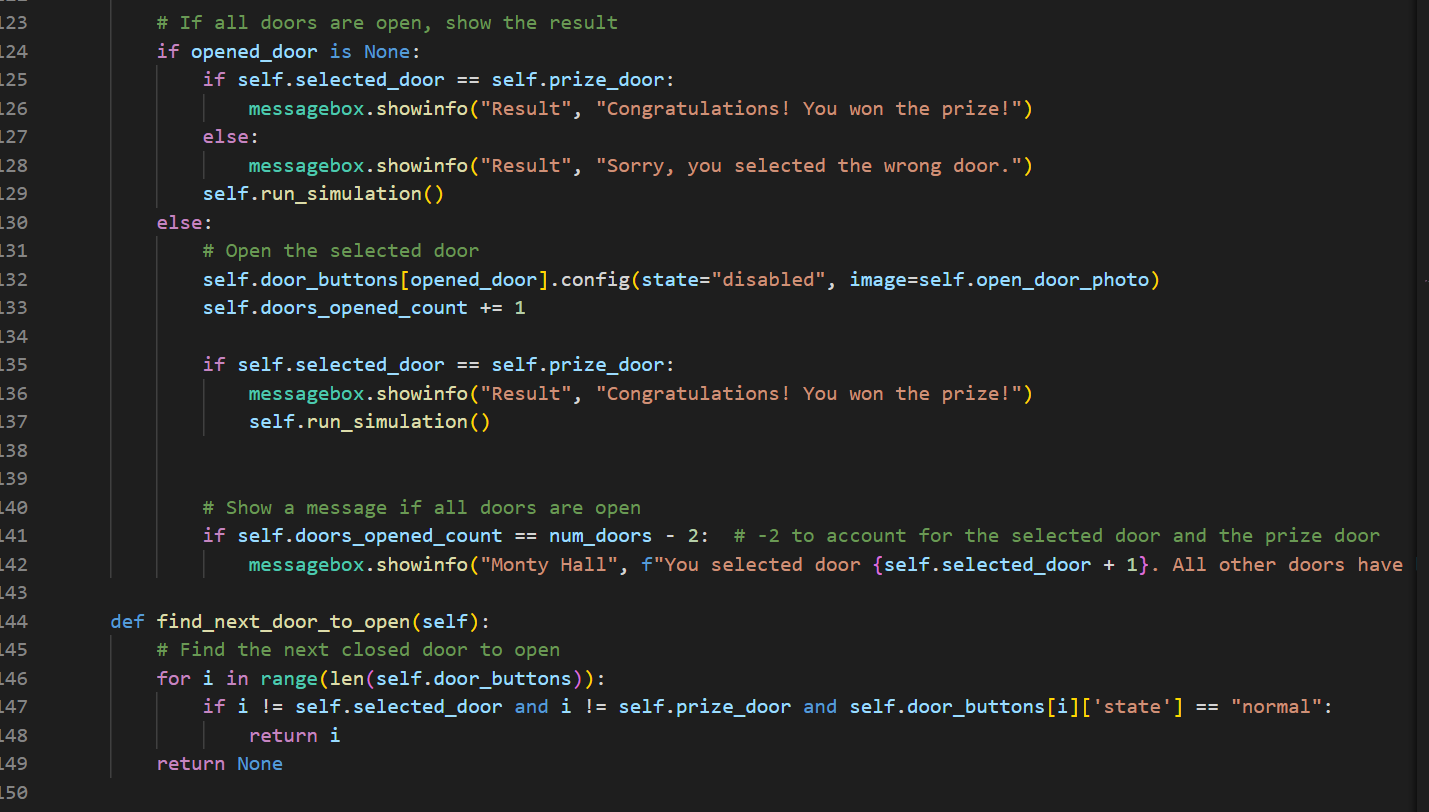 123 # If all doors are open, show the result
124 if opened_door is None:
125 if self.selected_door == self.prize_door:
126 messagebox.showinfo("Result", "Congratulations! You won the prize!")
127 else:
128 messagebox.showinfo("Result", "Sorry, you selected the wrong door.")
129 self.run_simulation()
130 else:
131 # Open the selected door
132 self.door_buttons[opened_door].config(state="disabled", image=self.open_door_photo)
133 self.doors_opened_count += 1
134
135 if self.selected_door == self.prize_door:
136 messagebox.showinfo("Result", "Congratulations! You won the prize!")
137 self.run_simulation()
138
139
140 # Show a message if all doors are open
141 if self.doors_opened_count == num_doors - 2:  # -2 to account for the selected door and the prize door
142 messagebox.showinfo("Monty Hall", f"You selected door {self.selected_door + 1}. All other doors have
143
144 def find_next_door_to_open(self):
145 # Find the next closed door to open
146 for i in range(len(self.door_buttons)):
147 if i != self.selected_door and i != self.prize_door and self.door_buttons[i]['state'] == "normal":
148 return i
149 return None
150